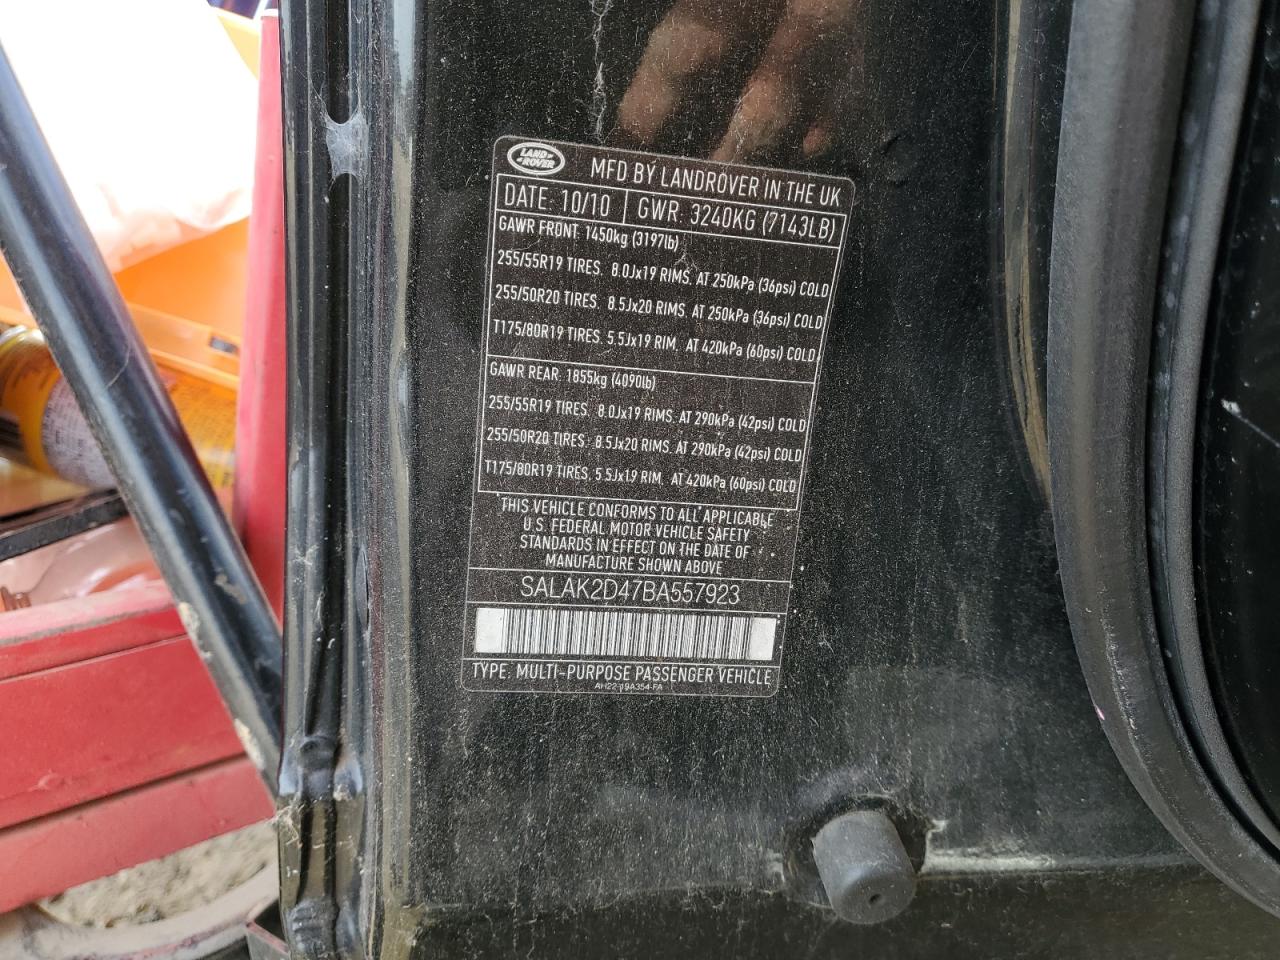 LAND
ROVER
MFD BY LANDROVER IN THE UK
DATE: 10/10 GWR: 3240KG (7143LB)
GAWR FRONT. 1450kg (3197lb)
255/55R19 TIRES. 8.0Jx19 RIMS. AT 250kPa (36psi) COLD
255/50R20 TIRES. 8.5Jx20 RIMS. AT 250kPa (36psi) COLD
T175/80R19 TIRES. 5.5Jx19 RIM. AT 420kPa (60psi) COLD
GAWR REAR. 1855kg (4090lb)
255/55R19 TIRES. 8.0Jx19 RIMS. AT 290kPa (42psi) COLD
255/50R20 TIRES. 8.5Jx20 RIMS. AT 290kPa (42psi) COLD
T175/80R19 TIRES. 5.5Jx19 RIM. AT 420kPa (60psi) COLD
THIS VEHICLE CONFORMS TO ALL APPLICABLE
U.S. FEDERAL MOTOR VEHICLE SAFETY
STANDARDS IN EFFECT ON THE DATE OF
MANUFACTURE SHOWN ABOVE
SALAK2D47BA557923
TYPE: MULTI-PURPOSE PASSENGER VEHICLE
AH22-19A354-FA